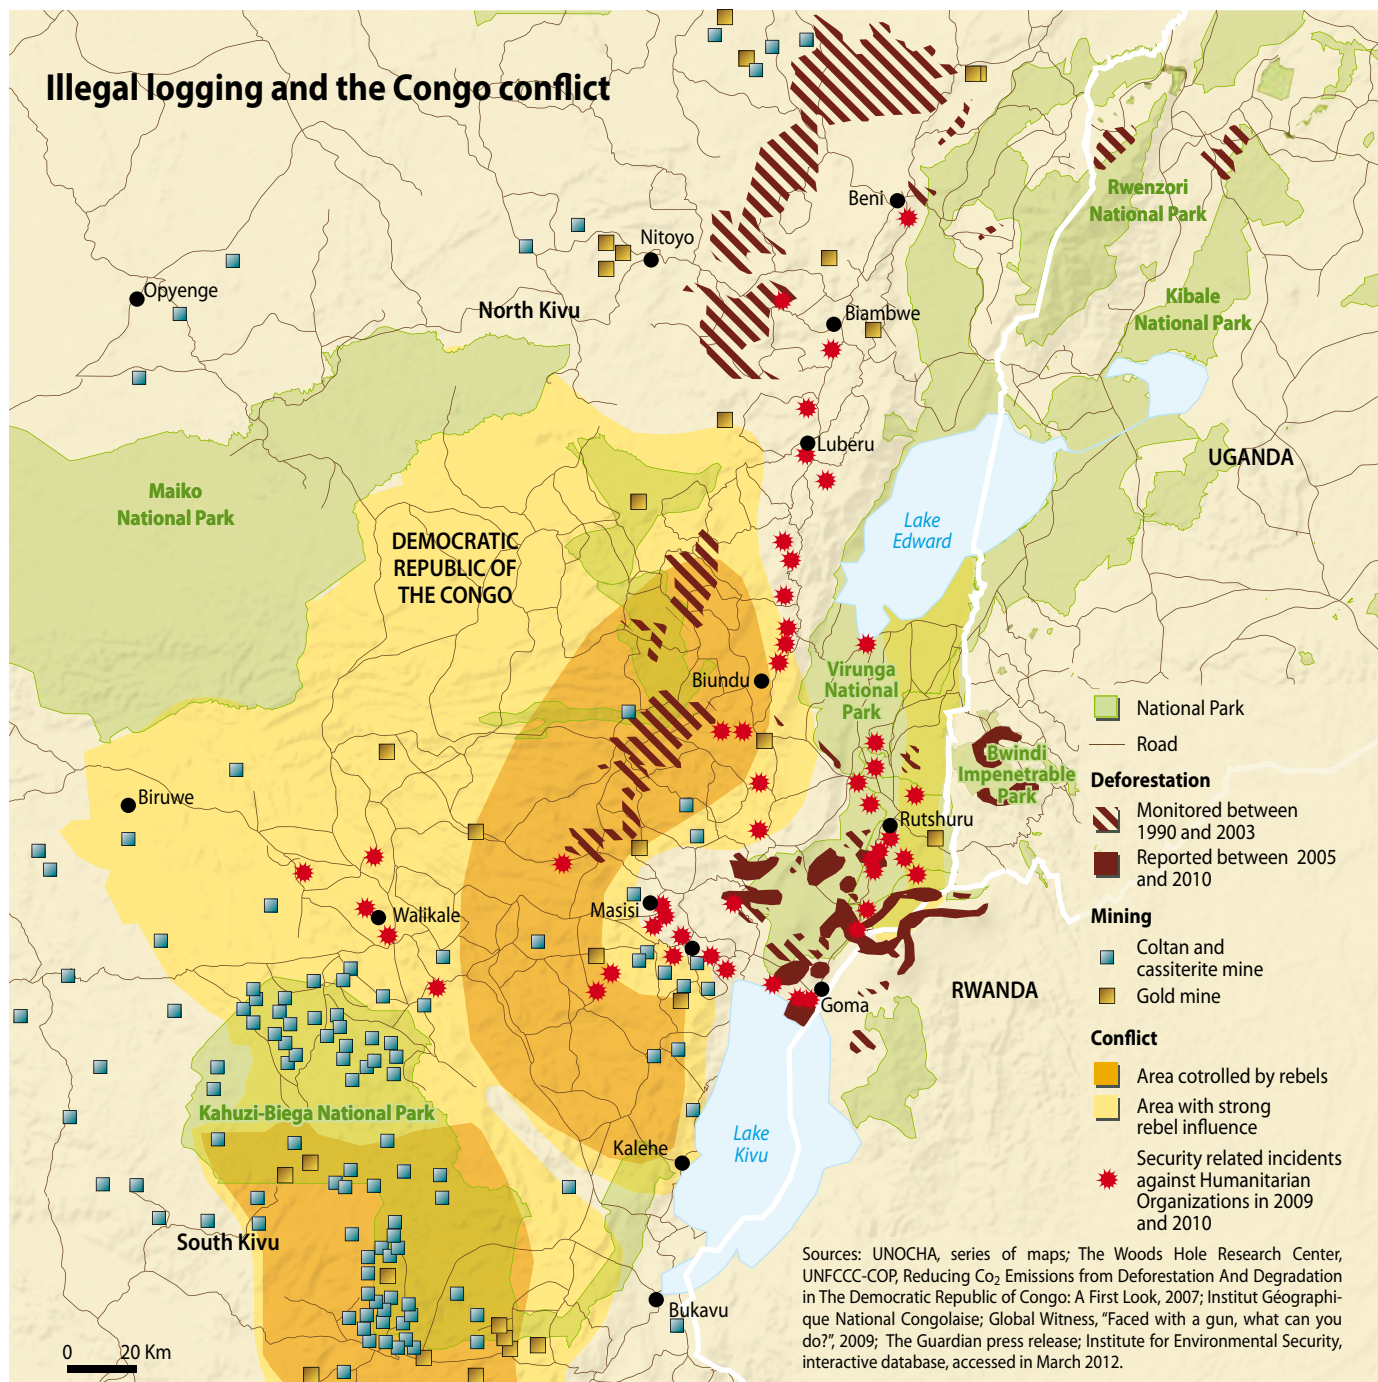 Illegal logging and the Congo conflict
Beni
Rwenzori
National Park
Nitoyo
Opyenge
North Kivu
Biambwe
Kibale
National Park
Luberu
UGANDA
Maiko
National Park
Lake
Edward
DEMOCRATIC
REPUBLIC OF
THE CONGO
Biundu
Virunga
National
Park
Bwindi
Impenetrable
Park
Biruwe
Rutshuru
Masisi
Walikale
RWANDA
Goma
Kahuzi-Biega National Park
Lake
Kivu
Kalehe
South Kivu
Bukavu
0 20 Km
National Park
Road
Deforestation
Monitored between
1990 and 2003
Reported between 2005
and 2010
Mining
Coltan and
cassiterite mine
Gold mine
Conflict
Area cotrolled by rebels
Area with strong
rebel influence
Security related incidents
against Humanitarian
Organizations in 2009
and 2010
Sources: UNOCHA, series of maps; The Woods Hole Research Center,
UNFCCC-COP, Reducing Co2 Emissions from Deforestation And Degradation
in The Democratic Republic of Congo: A First Look, 2007; Institut Géographi-
que National Congolaise; Global Witness, “Faced with a gun, what can you
do?”, 2009; The Guardian press release; Institute for Environmental Security,
interactive database, accessed in March 2012.